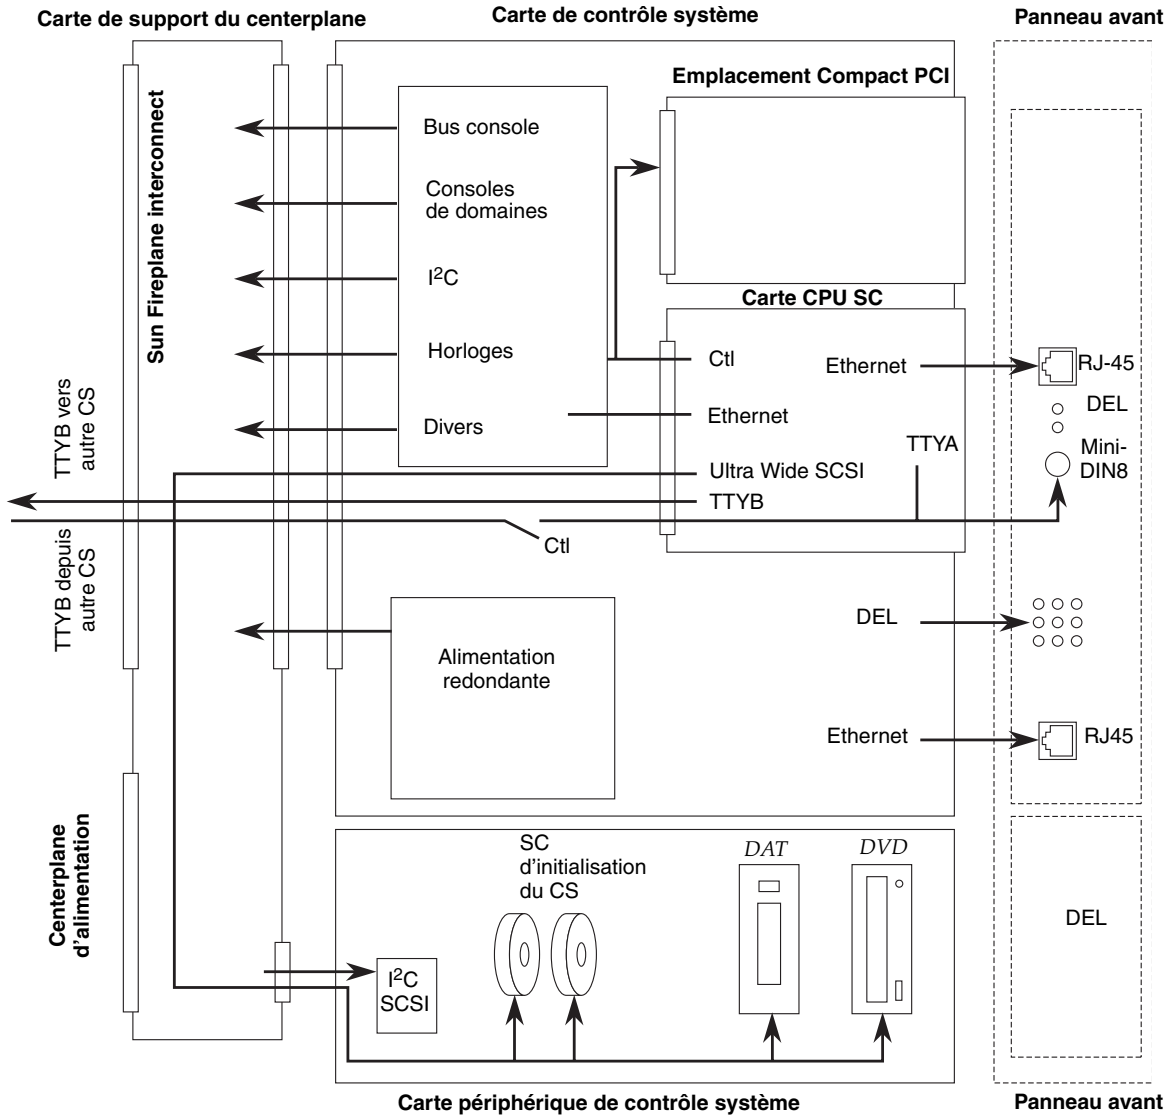 Carte de support du centerplane
Carte de contrôle système
Panneau avant
Emplacement Compact PCI
Sun Fireplane interconnect
Bus console
Consoles
de domaines
I²C
Horloges
Divers
Carte CPU SC
Ctl
Ethernet
Ethernet
RJ-45
DEL
Mini-
DIN8
TTYA
Ultra Wide SCSI
TTYB
TTYB vers
autre CS
TTYB depuis
autre CS
Ctl
DEL
Alimentation
redondante
Ethernet
RJ45
Centerplane
d'alimentation
SC
d'initialisation
du CS
DAT
DVD
DEL
I²C
SCSI
Carte périphérique de contrôle système
Panneau avant